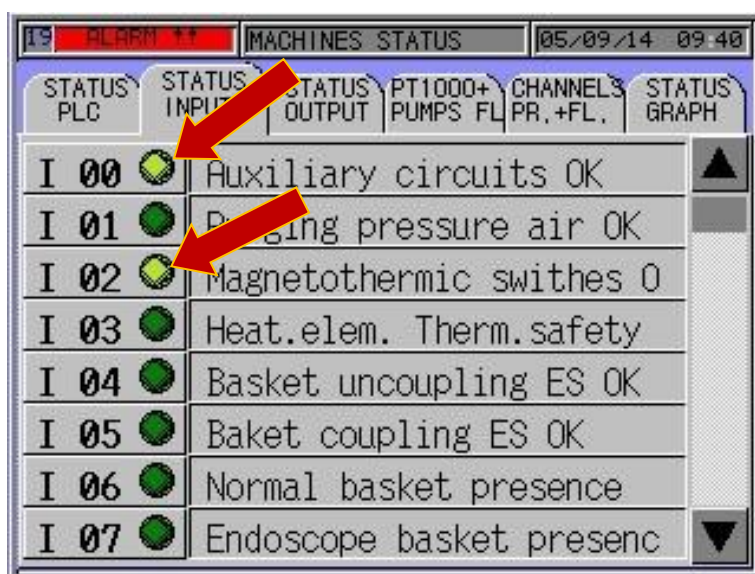 19 ALARM !! MACHINES STATUS 05/09/14 09:40
STATUS PLC
STATUS INPUT
STATUS OUTPUT
PT1000+ PUMPS FL
CHANNELS PR.+FL.
STATUS GRAPH
I 00 Auxiliary circuits OK
I 01 pressure air OK
I 02 Magnetothermic swithes O
I 03 Heat.elem. Therm.safety
I 04 Basket uncoupling ES OK
I 05 Baket coupling ES OK
I 06 Normal basket presence
I 07 Endoscope basket presenc